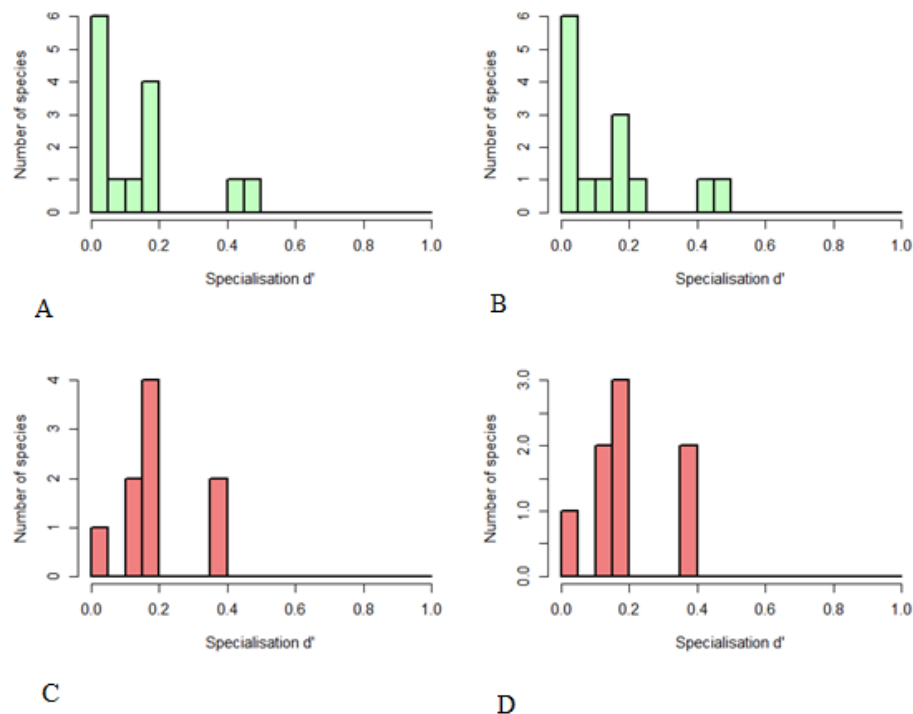 Number of species
0 1 2 3 4 5 6
0.0 0.2 0.4 0.6 0.8 1.0
Specialisation d'
A
Number of species
0 1 2 3 4 5 6
0.0 0.2 0.4 0.6 0.8 1.0
Specialisation d'
B
Number of species
0 1 2 3 4
0.0 0.2 0.4 0.6 0.8 1.0
Specialisation d'
C
Number of species
0.0 1.0 2.0 3.0
0.0 0.2 0.4 0.6 0.8 1.0
Specialisation d'
D